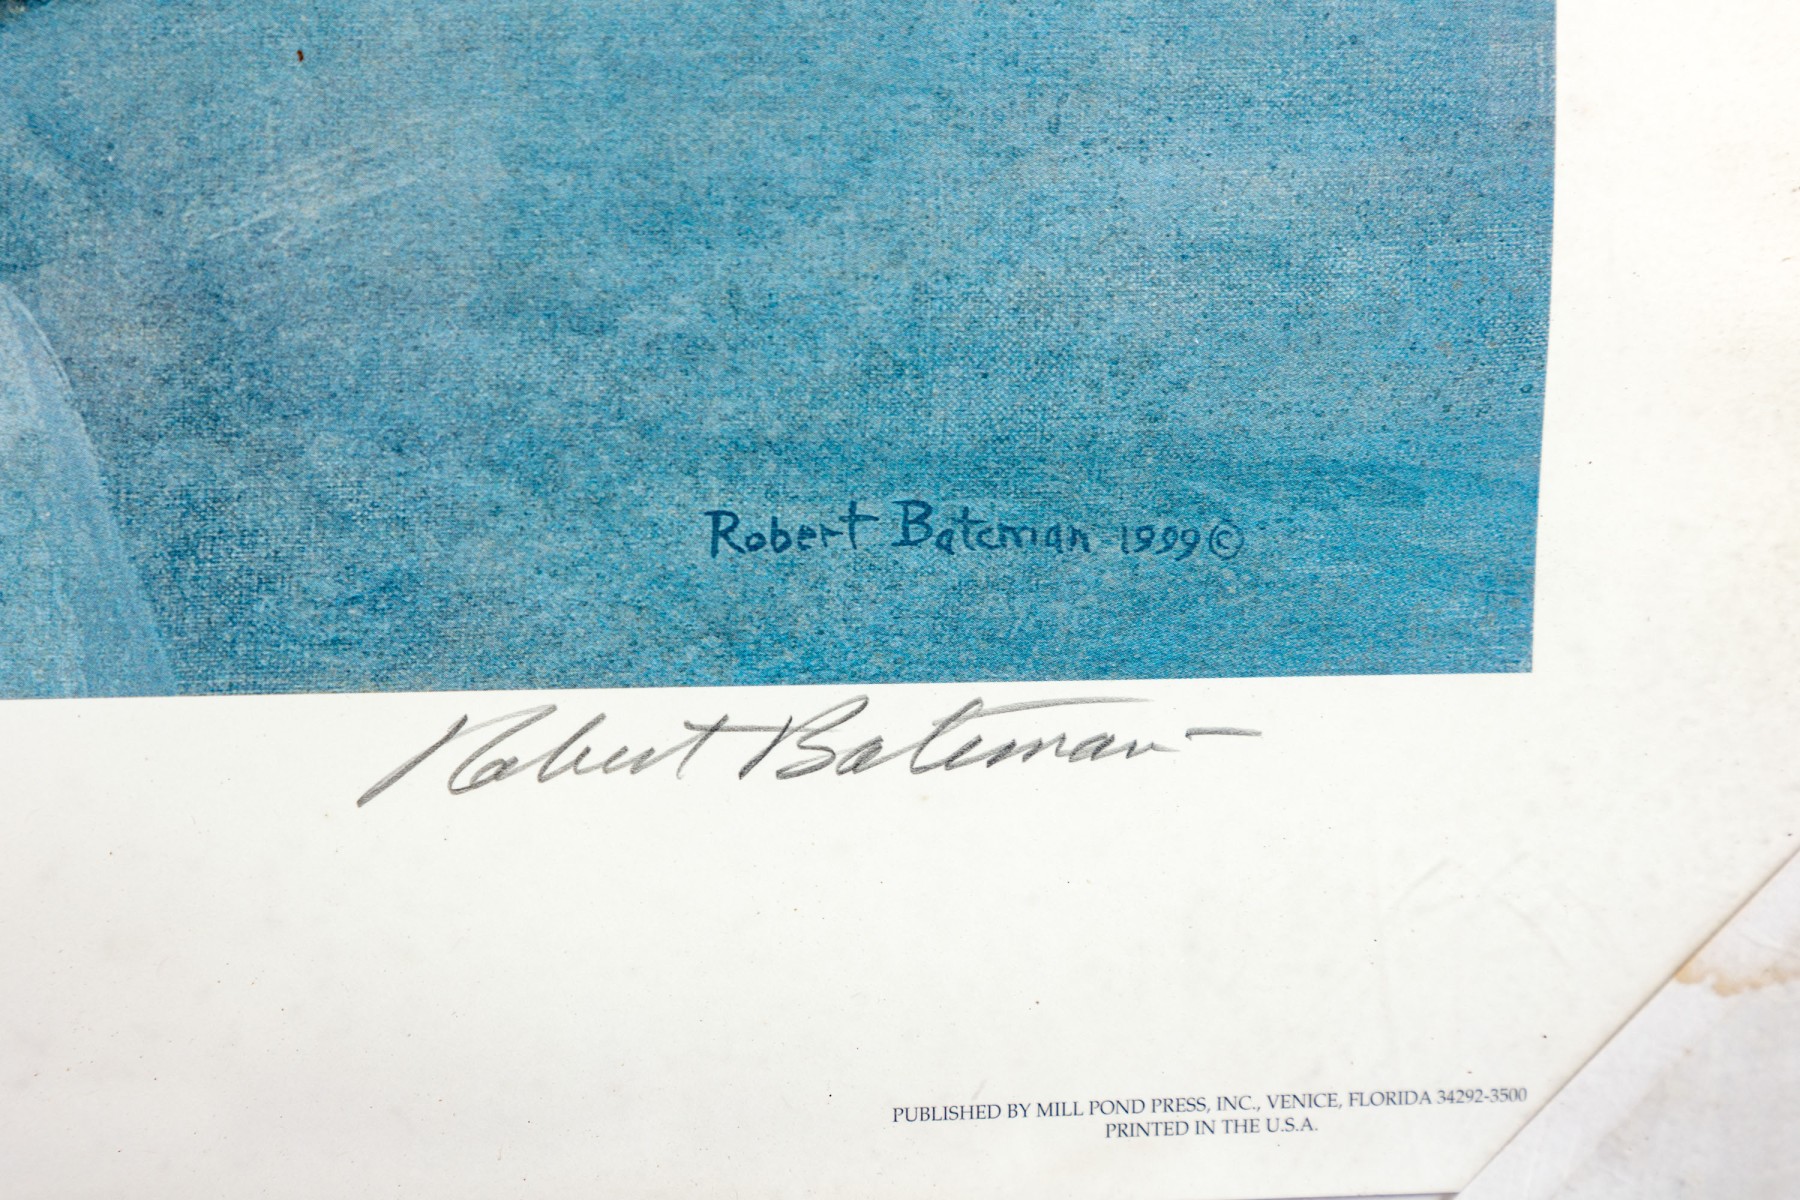 Robert Bateman 1999©
Robert Bateman
PUBLISHED BY MILL POND PRESS, INC., VENICE, FLORIDA 34292-3500
PRINTED IN THE U.S.A.